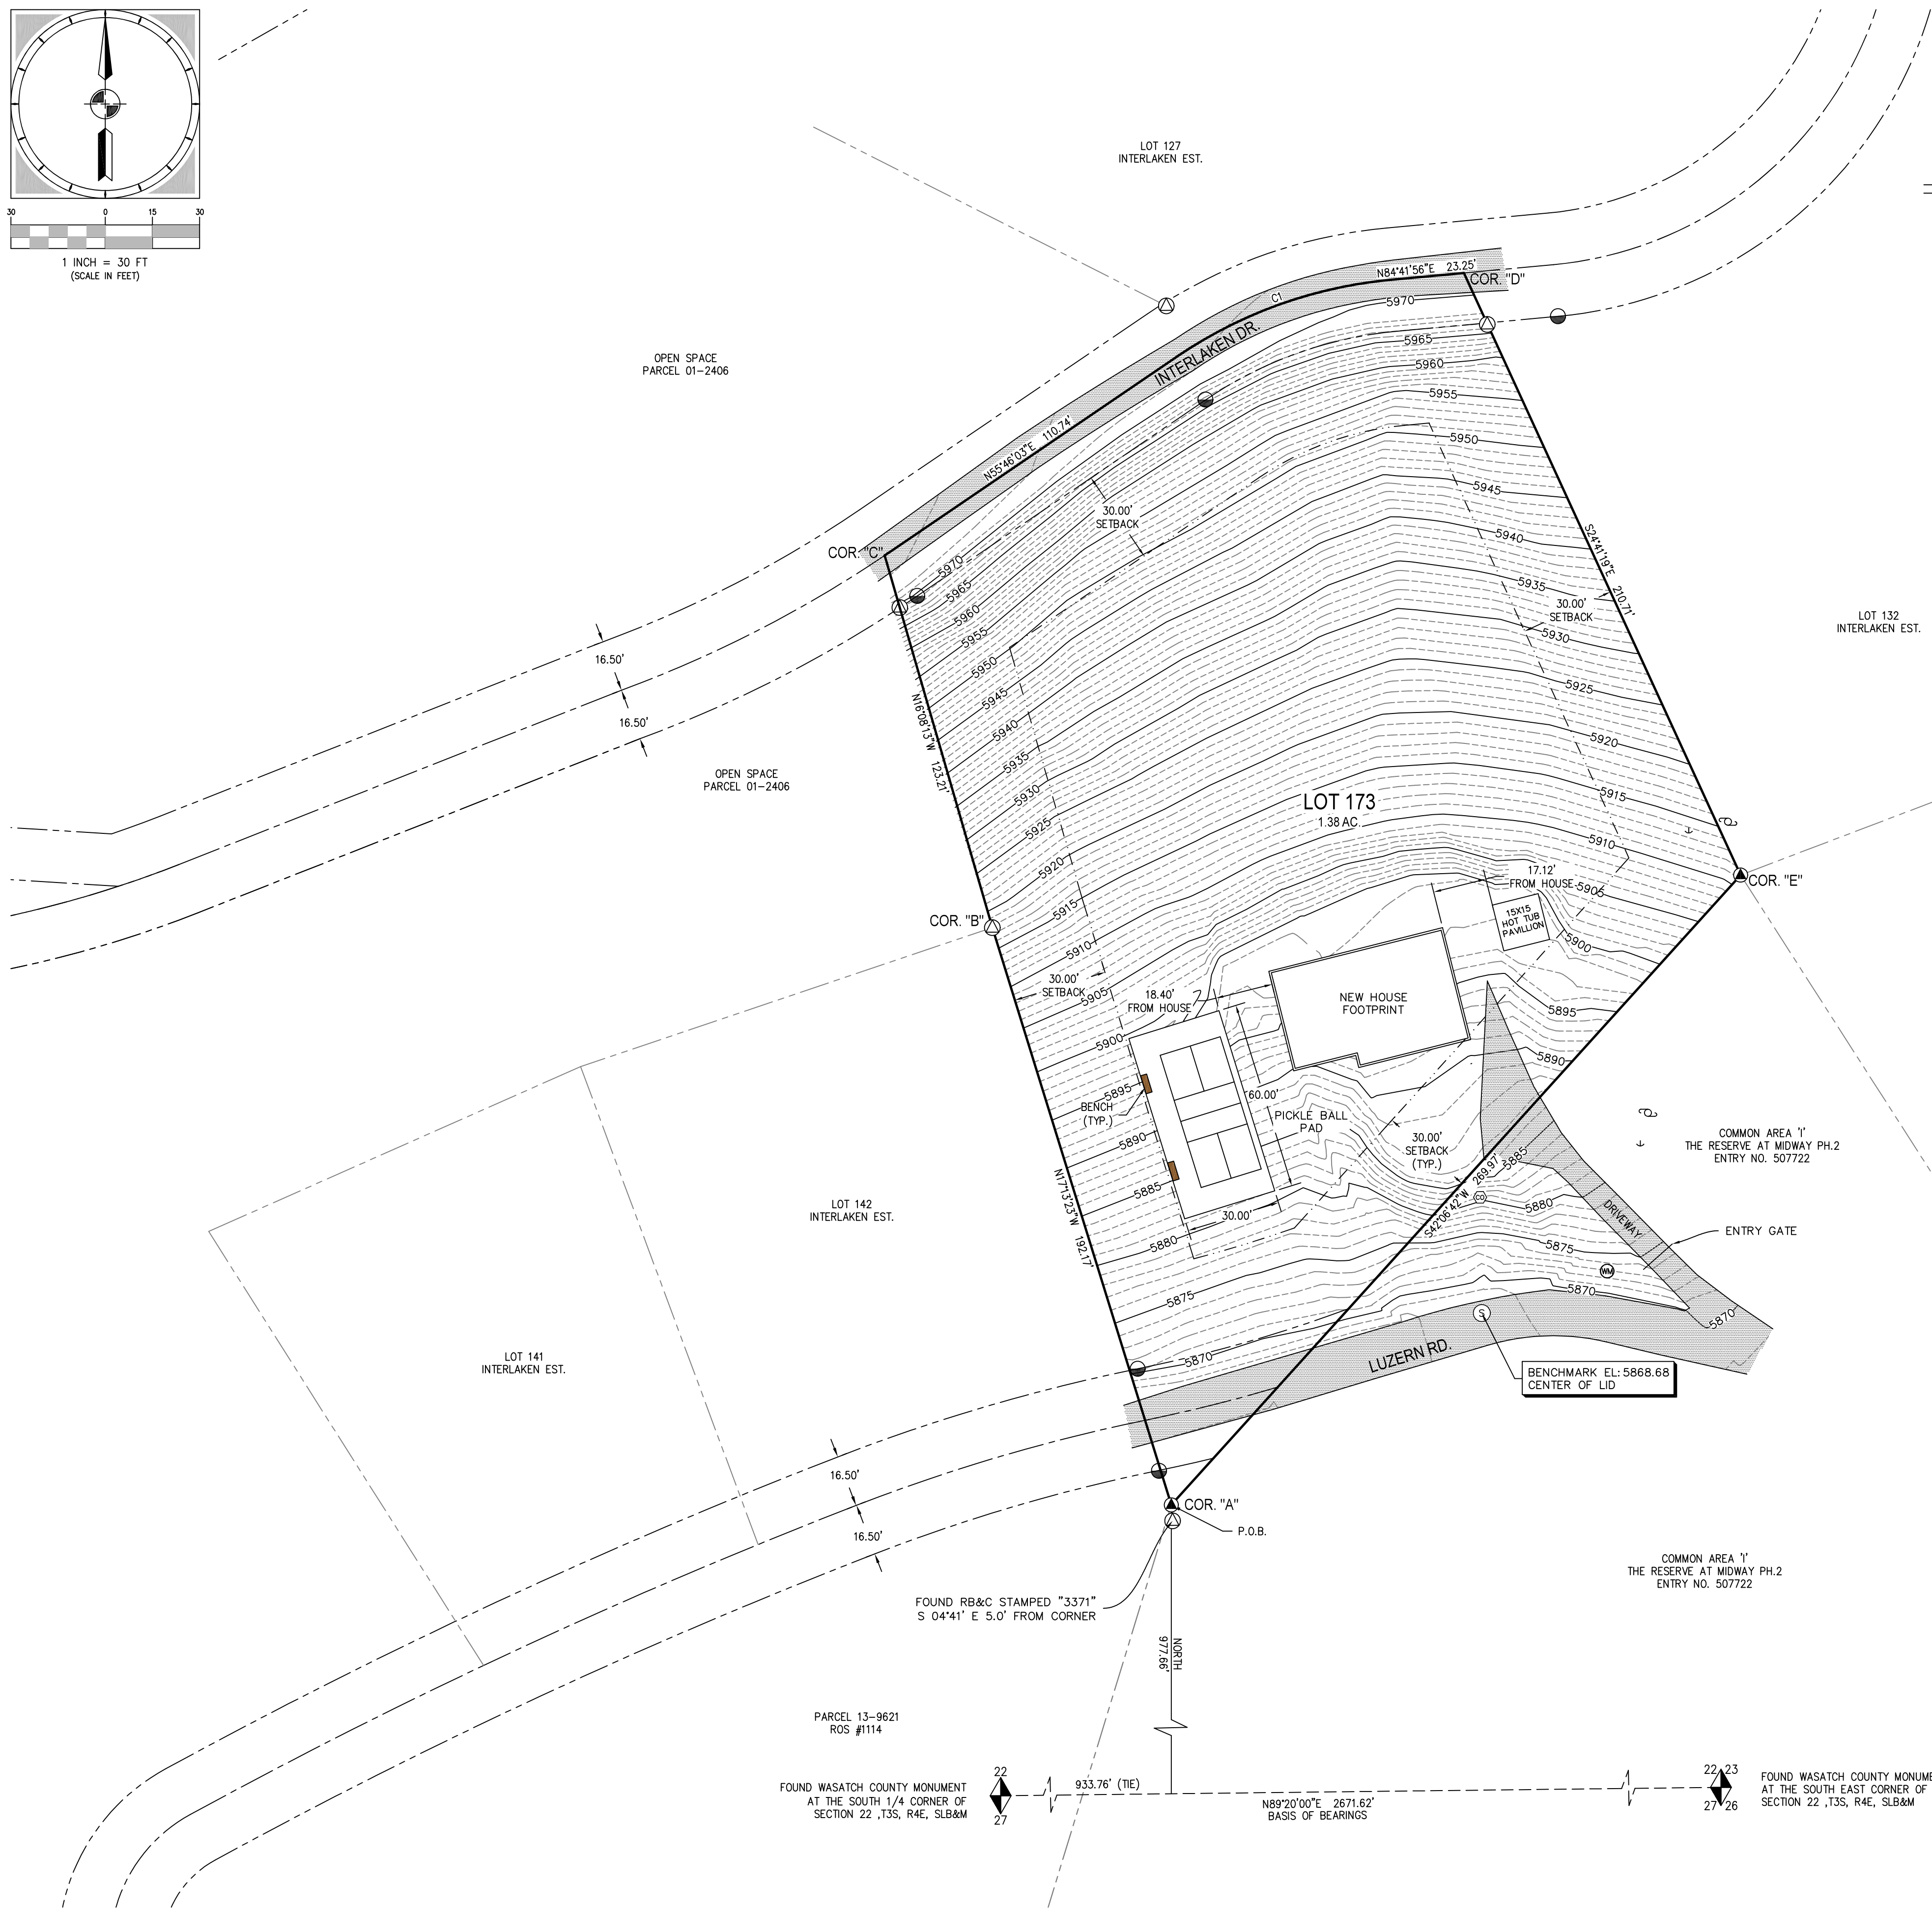 30 0 15 30
1 INCH = 30 FT
(SCALE IN FEET)
LOT 127
INTERLAKEN EST.
N84°41'56"E 23.25'
COR. "D"
C1
INTERLAKEN DR.
5970
5965
5960
5955
5950
5945
5940
5935
5930
5925
5920
5915
5910
5905
5900
5895
5890
5885
5880
5875
5870
5870
OPEN SPACE
PARCEL 01-2406
N55°46'03"E 110.74'
30.00'
SETBACK
COR. "C"
5970
5965
5960
5955
5950
5945
5940
5935
5930
5925
5920
5915
5910
5905
5900
5895
5890
5885
5880
5875
5870
S24°41'19"E 210.71'
30.00'
SETBACK
LOT 132
INTERLAKEN EST.
16.50'
16.50'
N16°08'13"W 123.21'
OPEN SPACE
PARCEL 01-2406
LOT 173
1.38 AC.
COR. "E"
17.12'
FROM HOUSE
15X15
HOT TUB
PAVILLION
COR. "B"
30.00'
SETBACK
18.40'
FROM HOUSE
NEW HOUSE
FOOTPRINT
BENCH
(TYP.)
60.00'
PICKLE BALL
PAD
30.00'
SETBACK
(TYP.)
COMMON AREA 'I'
THE RESERVE AT MIDWAY PH.2
ENTRY NO. 507722
S42°06'42"W 269.97'
CO
N17°13'23"W 192.17'
30.00'
LOT 142
INTERLAKEN EST.
DRIVEWAY
ENTRY GATE
WM
S
LUZERN RD.
BENCHMARK EL: 5868.68
CENTER OF LID
LOT 141
INTERLAKEN EST.
16.50'
16.50'
COR. "A"
P.O.B.
COMMON AREA 'I'
THE RESERVE AT MIDWAY PH.2
ENTRY NO. 507722
FOUND RB&C STAMPED "3371"
S 04°41' E 5.0' FROM CORNER
NORTH
977.66'
PARCEL 13-9621
ROS #1114
FOUND WASATCH COUNTY MONUMENT
AT THE SOUTH 1/4 CORNER OF
SECTION 22 ,T3S, R4E, SLB&M
22
27
933.76' (TIE)
N89°20'00"E 2671.62'
BASIS OF BEARINGS
22 23
27 26
FOUND WASATCH COUNTY MONUME
AT THE SOUTH EAST CORNER OF
SECTION 22 ,T3S, R4E, SLB&M